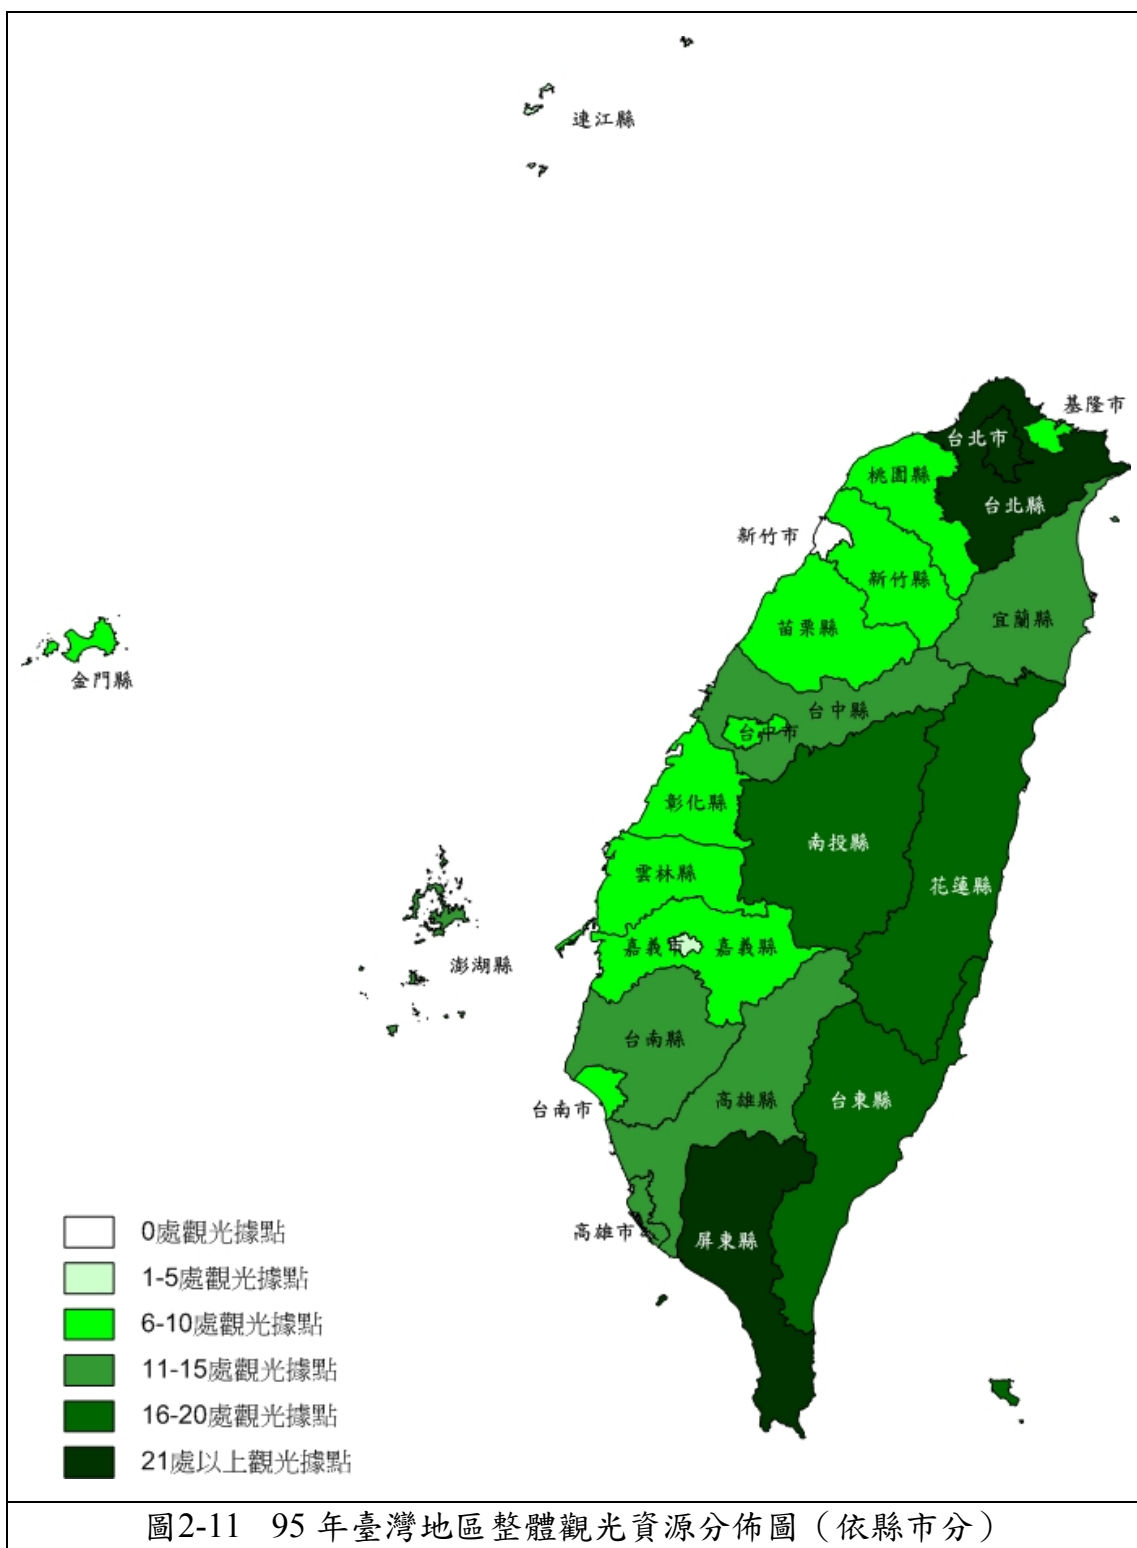 連江縣
基隆市
台北市
桃園縣
台北縣
新竹市
新竹縣
宜蘭縣
苗栗縣
金門縣
台中縣
台中市
彰化縣
南投縣
雲林縣
花蓮縣
嘉義市
嘉義縣
澎湖縣
台南縣
台南市
高雄縣
台東縣
高雄市
屏東縣
0處觀光據點
1-5處觀光據點
6-10處觀光據點
11-15處觀光據點
16-20處觀光據點
21處以上觀光據點
圖2-11 95 年臺灣地區整體觀光資源分佈圖（依縣市分）